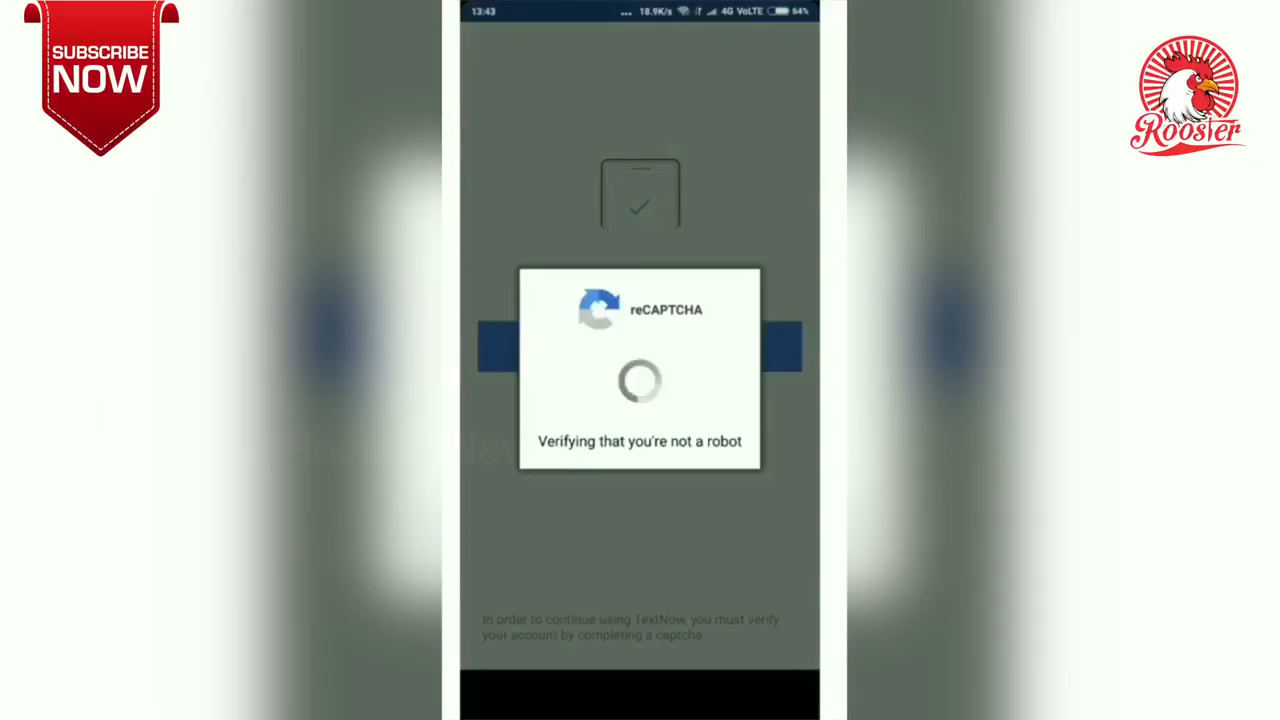 SUBSCRIBE
NOW
Rooster
13:43
... 18.9K/s 4G VoLTE 64%
reCAPTCHA
Verifying that you're not a robot
In order to continue using TextNow, you must verify
your account by completing a captcha